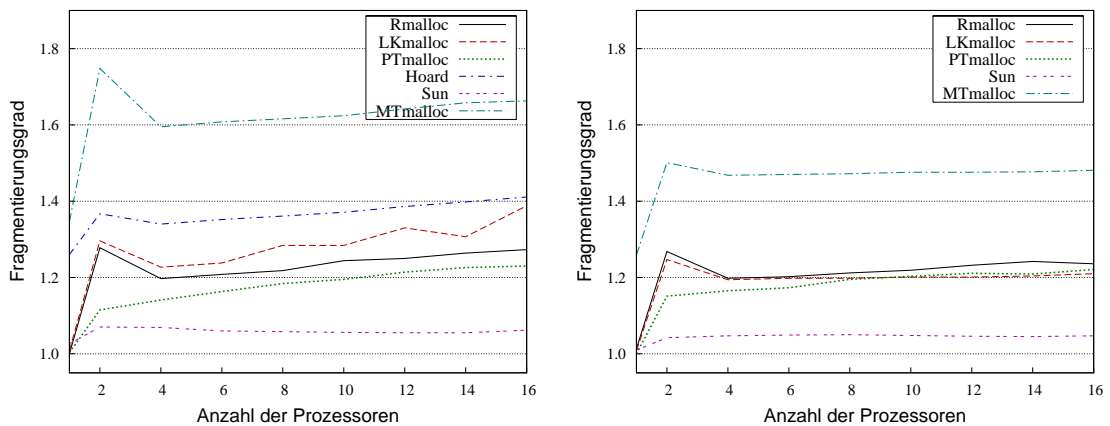 Fragmentierungsgrad
1.8
1.6
1.4
1.2
1.0
Rmalloc
LKmalloc
PTmalloc
Hoard
Sun
MTmalloc
2 4 6 8 10 12 14 16
Anzahl der Prozessoren
Fragmentierungsgrad
1.8
1.6
1.4
1.2
1.0
Rmalloc
LKmalloc
PTmalloc
Sun
MTmalloc
2 4 6 8 10 12 14 16
Anzahl der Prozessoren